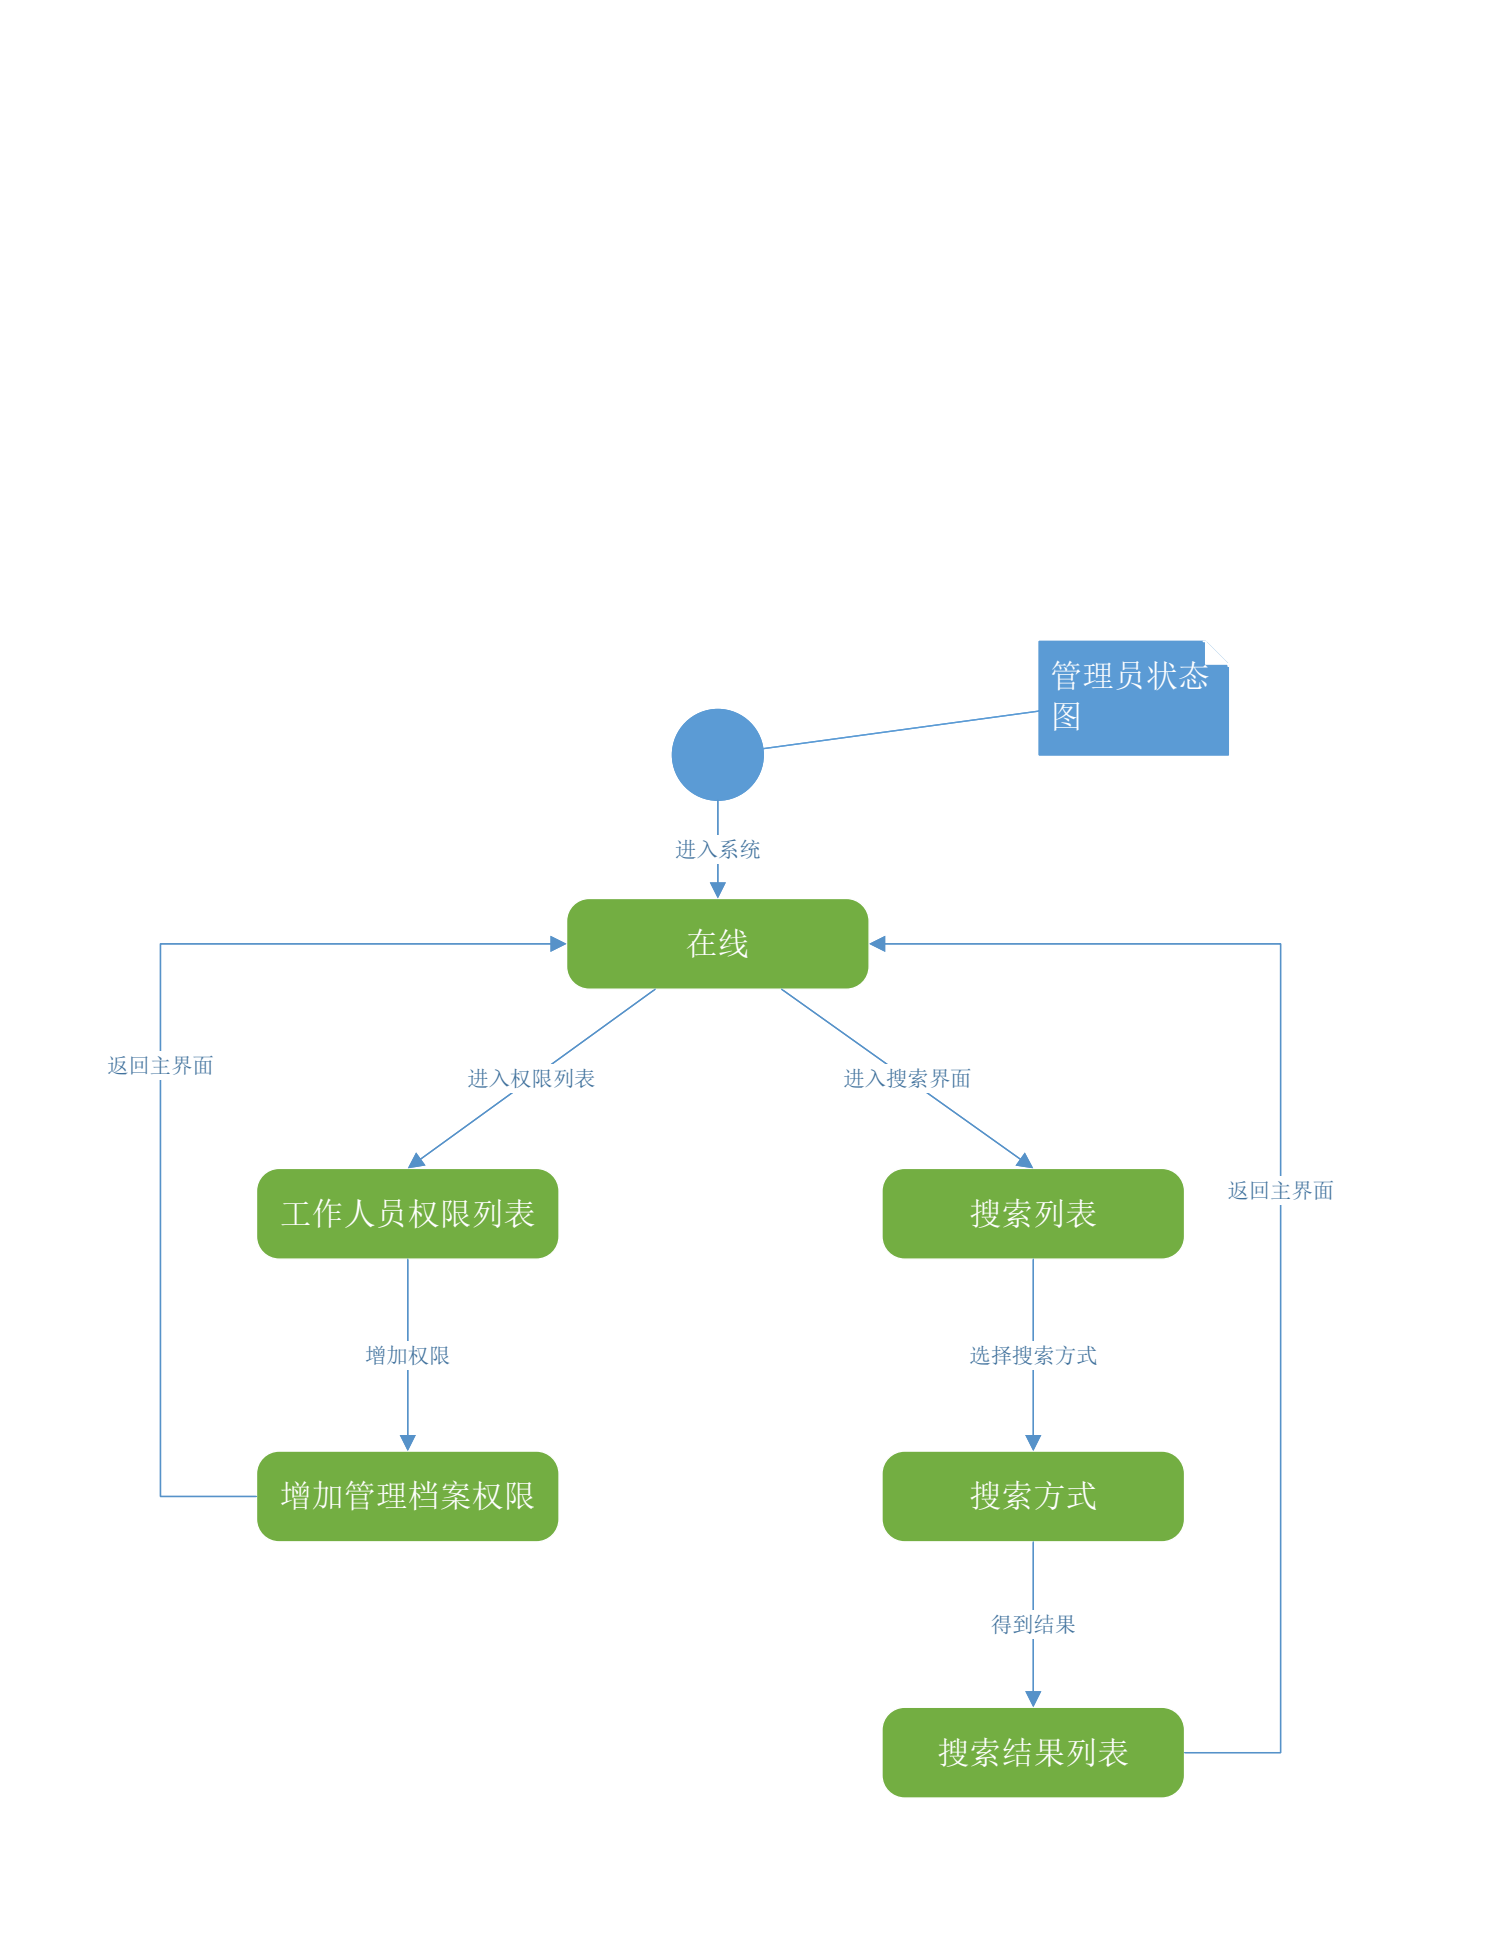 管理员状态
图
进入系统
在线
返回主界面
进入权限列表
进入搜索界面
工作人员权限列表
搜索列表
返回主界面
增加权限
选择搜索方式
增加管理档案权限
搜索方式
得到结果
搜索结果列表